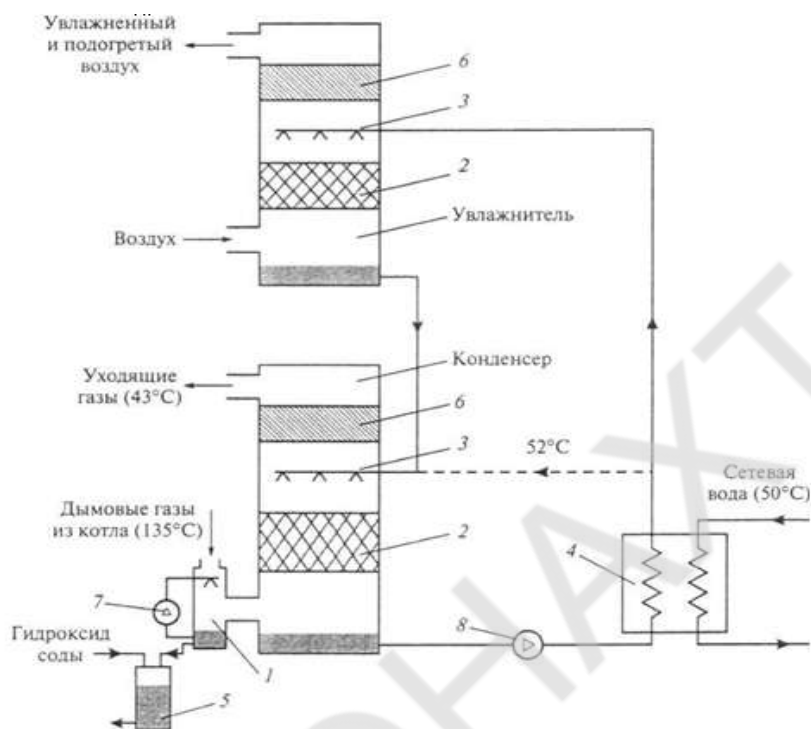 Увлажненный
и подогретый
воздух
6
3
2
Увлажнитель
Воздух
Конденсер
Уходящие
газы (43°С)
6
3
52°С
Сетевая
вода (50°С)
Дымовые газы
из котла (135°С)
2
4
7
8
Гидроксид
соды
1
5
ОНАХТ